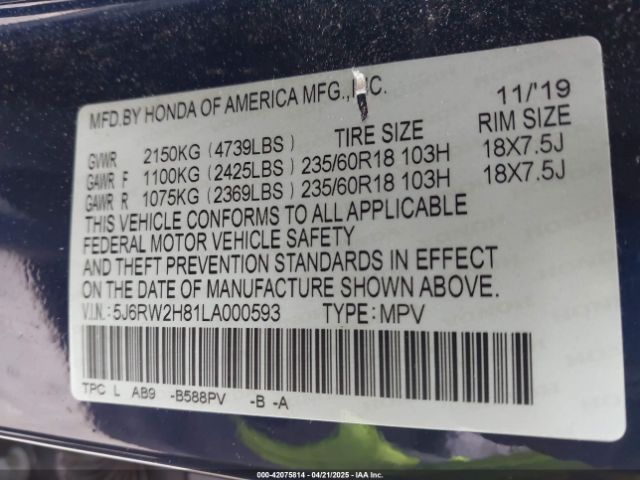 MFD.BY HONDA OF AMERICA MFG.,INC. 11/'19
TIRE SIZE RIM SIZE
GVWR 2150KG (4739LBS)
GAWR F 1100KG (2425LBS) 235/60R18 103H 18X7.5J
GAWR R 1075KG (2369LBS) 235/60R18 103H 18X7.5J
THIS VEHICLE CONFORMS TO ALL APPLICABLE
FEDERAL MOTOR VEHICLE SAFETY
AND THEFT PREVENTION STANDARDS IN EFFECT
ON THE DATE OF MANUFACTURE SHOWN ABOVE.
V.I.N.: 5J6RW2H81LA000593 TYPE:MPV
TPC L AB9 -B588PV -B -A
000-42075814 - 04/21/2025 - IAA Inc.